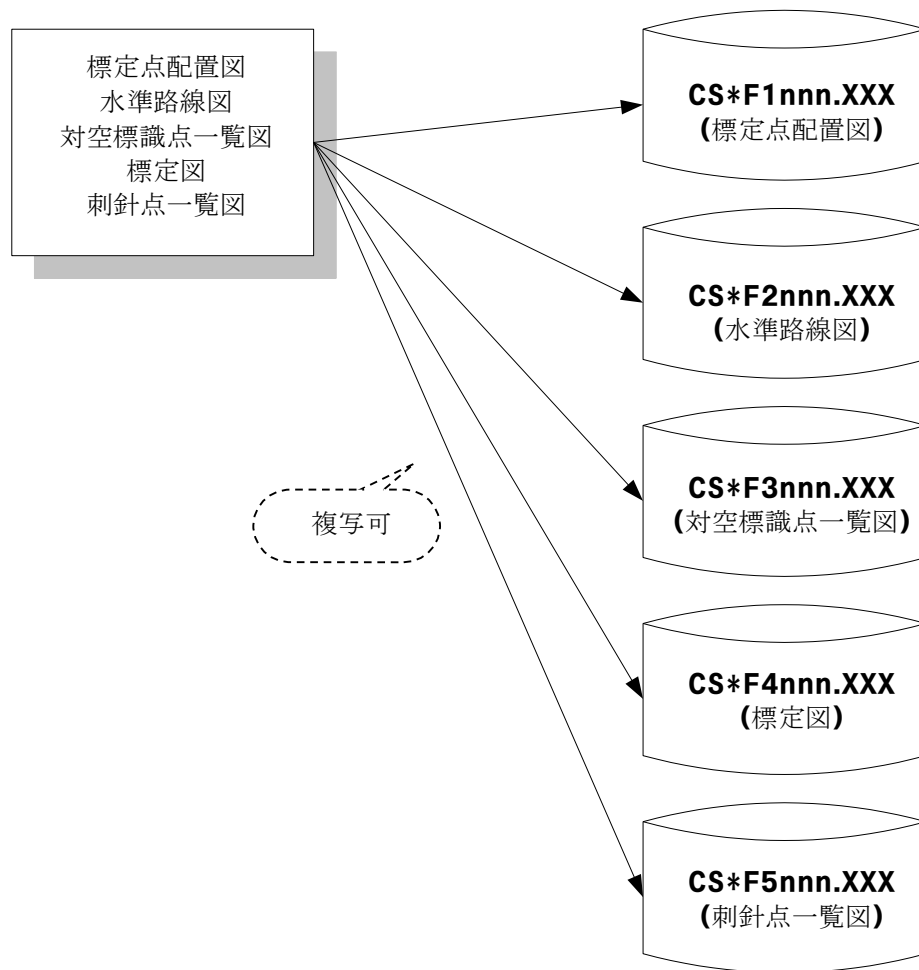 標定点配置図
水準路線図
対空標識点一覧図
標定図
刺針点一覧図
複写可
CS*F1nnn.XXX
(標定点配置図)
CS*F2nnn.XXX
(水準路線図)
CS*F3nnn.XXX
(対空標識点一覧図)
CS*F4nnn.XXX
(標定図)
CS*F5nnn.XXX
(刺針点一覧図)